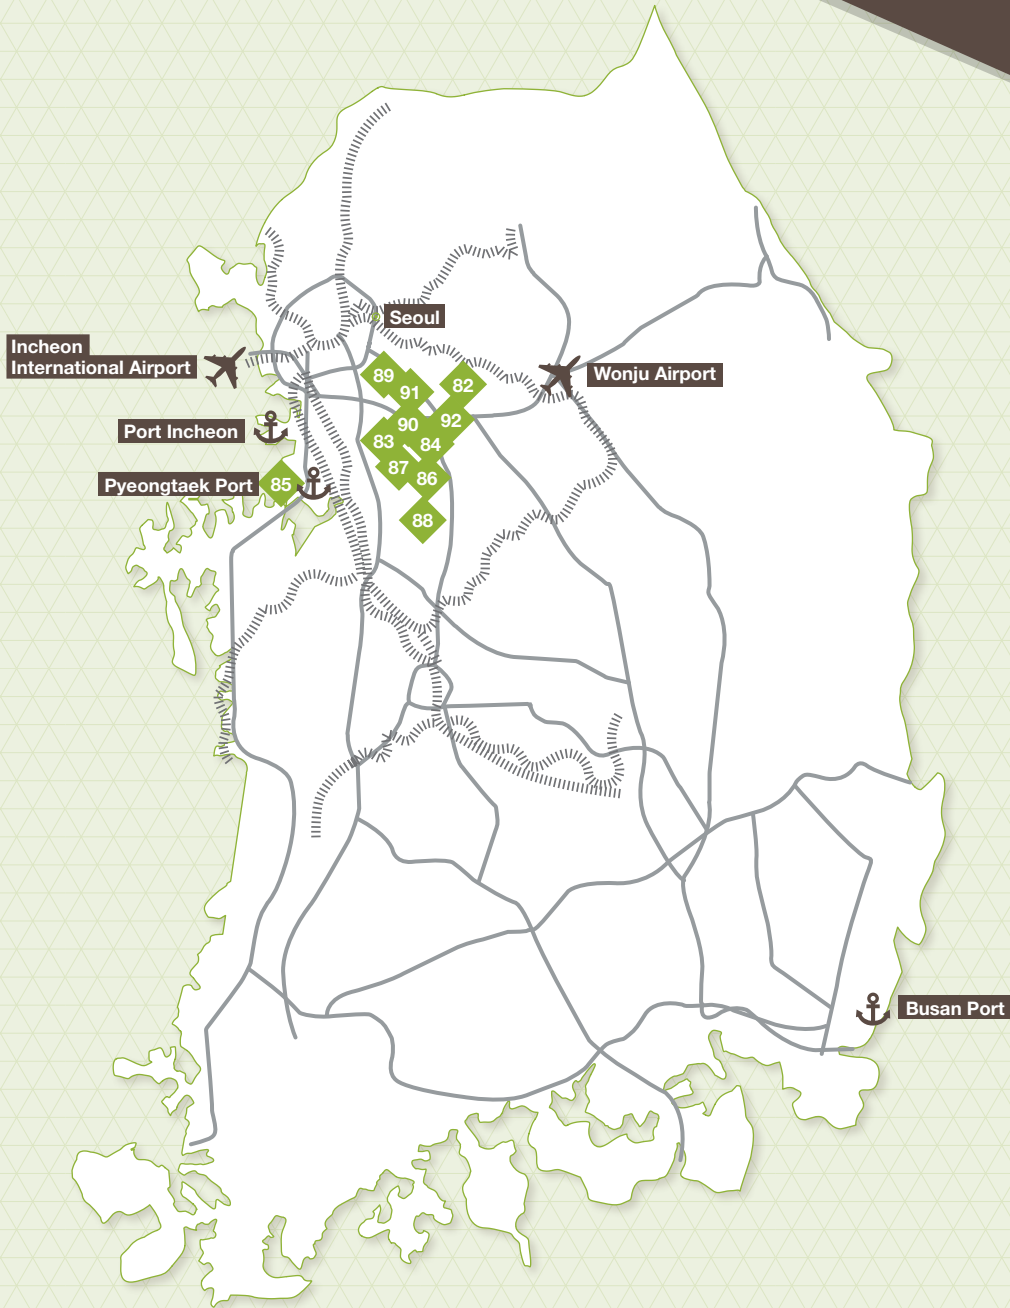 Seoul
Incheon
International Airport
Wonju Airport
89
91
82
90
92
83
84
Port Incheon
87
86
Pyeongtaek Port
85
88
Busan Port